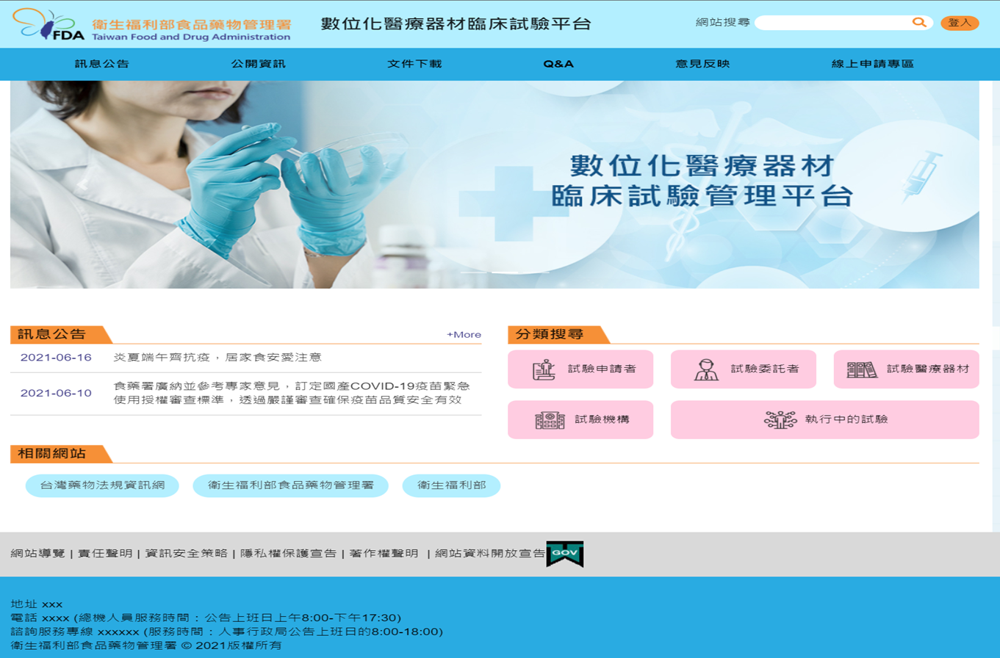 衛生福利部食品藥物管理署
FDA Taiwan Food and Drug Administration
數位化醫療器材臨床試驗平台
網站搜尋
登入
訊息公告 公開資訊 文件下載 Q&A 意見反映 線上申請專區
數位化醫療器材
臨床試驗管理平台
訊息公告
+More
2021-06-16 炎夏端午齊抗疫，居家食安愛注意
2021-06-10
食藥署廣納並參考專家意見，訂定國產COVID-19疫苗緊急
使用授權審查標準，透過嚴謹審查確保疫苗品質安全有效
分類搜尋
試驗申請者 試驗委託者 試驗醫療器材
試驗機構 執行中的試驗
相關網站
台灣藥物法規資訊網 衛生福利部食品藥物管理署 衛生福利部
網站導覽 | 責任聲明 | 資訊安全策略 | 隱私權保護宣告 | 著作權聲明 | 網站資料開放宣告 GOV
地址 xxx
電話 xxxx (總機人員服務時間：公告上班日上午8:00-下午17:30)
諮詢服務專線 xxxxxx (服務時間：人事行政局公告上班日的8:00-18:00)
衛生福利部食品藥物管理署 © 2021版權所有